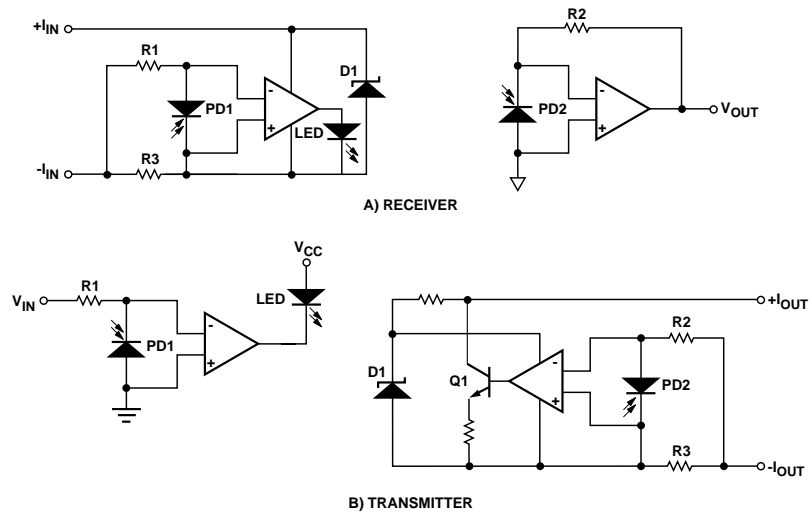 +IIN
R1
PD1
-
+
LED
D1
-IIN
R3
R2
PD2
-
+
VOUT
A) RECEIVER
VIN
R1
PD1
-
+
VCC
LED
D1
Q1
-
+
R2
PD2
R3
+IOUT
-IOUT
B) TRANSMITTER